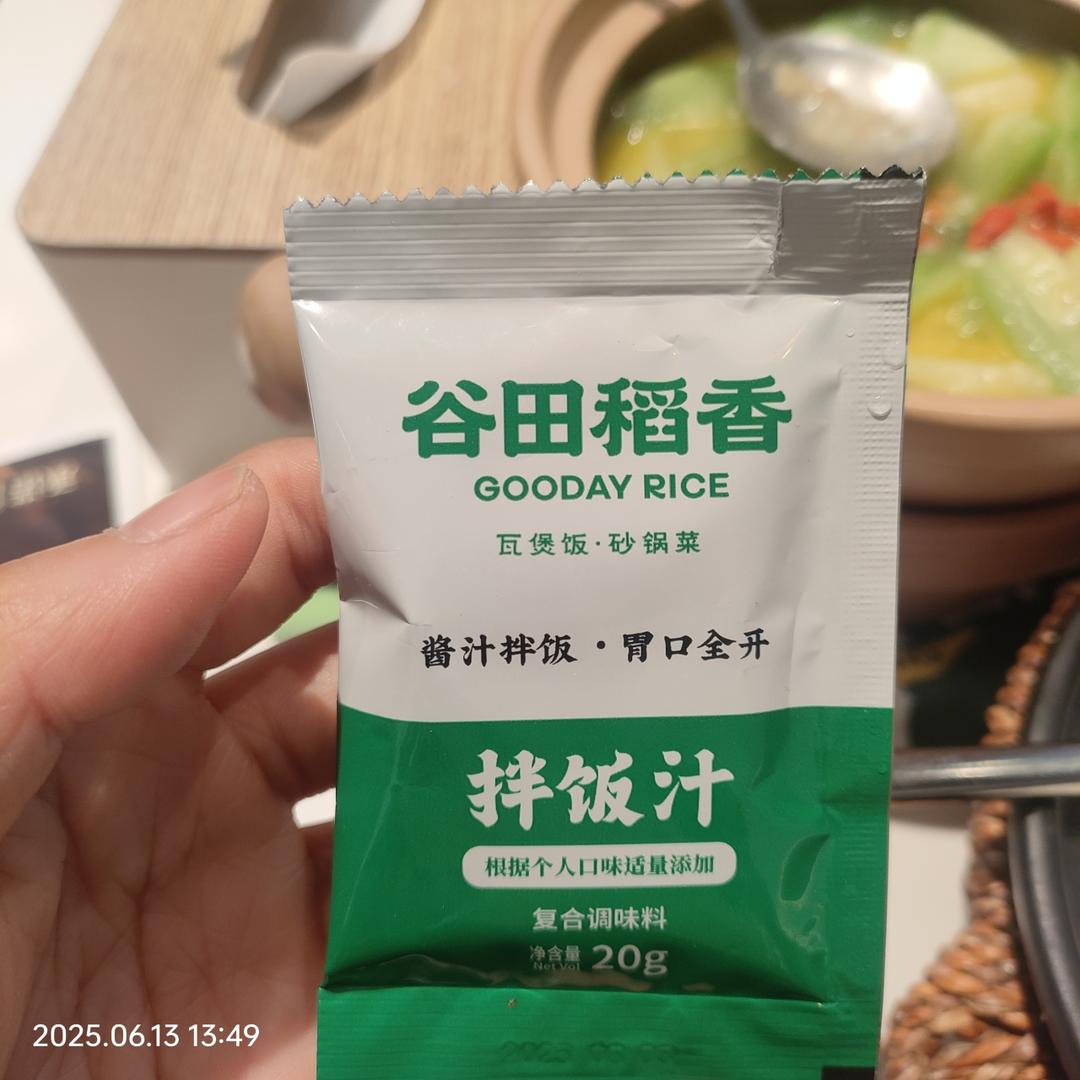 谷田稻香
GOODAY RICE
瓦煲饭·砂锅菜
酱汁拌饭·胃口全开
拌饭汁
根据个人口味适量添加
复合调味料
净含量 20g
Net Vol
2025.06.13 13:49